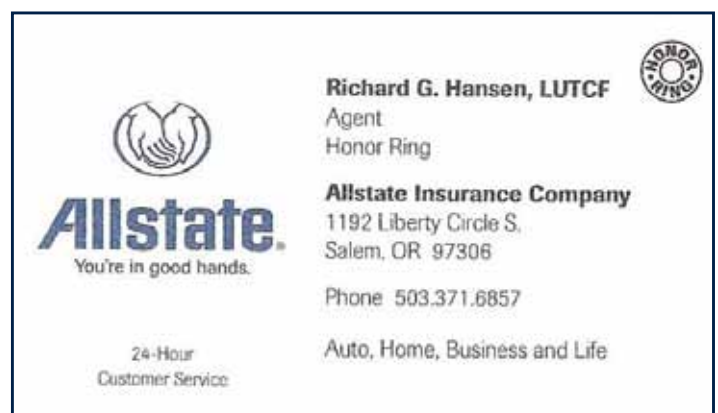 HONOR RING
Richard G. Hansen, LUTCF
Agent
Honor Ring
Allstate Insurance Company
1192 Liberty Circle S.
Salem, OR 97306
Phone 503.371.6857
Auto, Home, Business and Life
Allstate.
You're in good hands.
24-Hour
Customer Service